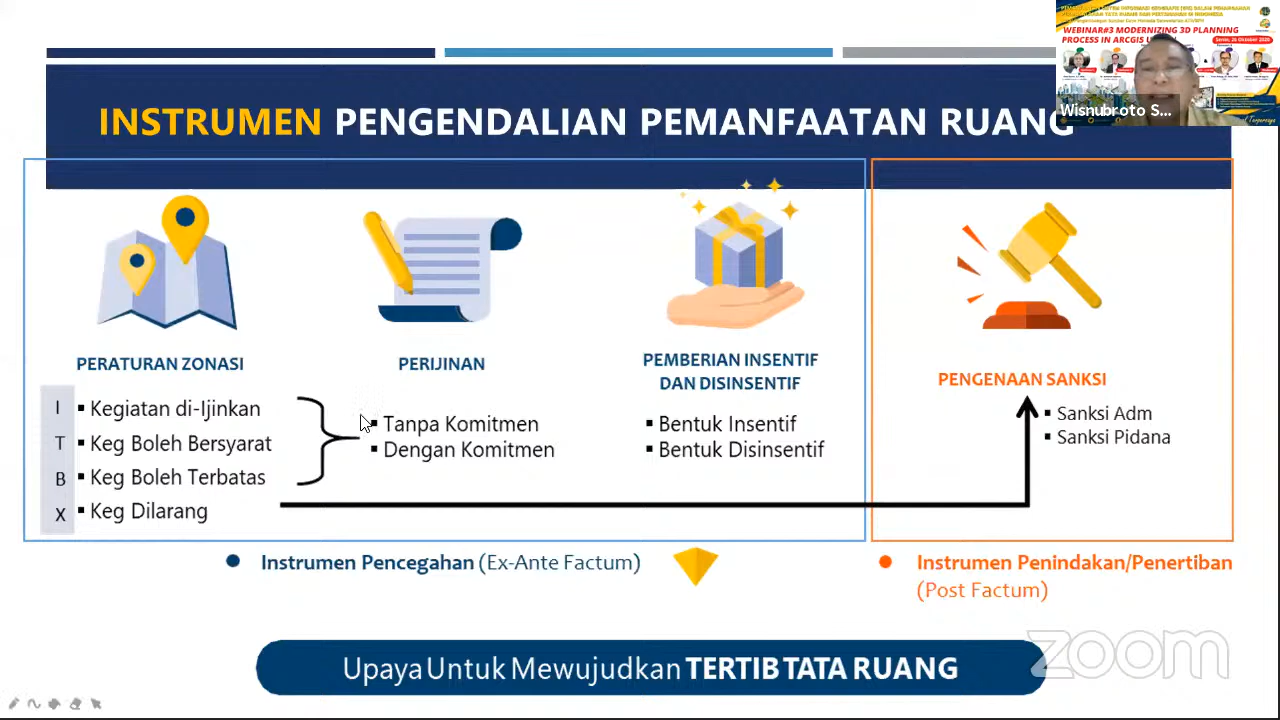 INSTRUMEN PENGENDALIAN PEMANFAATAN RUANG
WEBINAR#3 MODERNIZING 3D PLANNING
PROCESS IN ARCGIS
Wisnubroto S...
PERATURAN ZONASI
I ▪ Kegiatan di-Ijinkan
T ▪ Keg Boleh Bersyarat
B ▪ Keg Boleh Terbatas
X ▪ Keg Dilarang
PERIJINAN
▪ Tanpa Komitmen
▪ Dengan Komitmen
PEMBERIAN INSENTIF
DAN DISINSENTIF
▪ Bentuk Insentif
▪ Bentuk Disinsentif
PENGENAAN SANKSI
▪ Sanksi Adm
▪ Sanksi Pidana
Instrumen Pencegahan (Ex-Ante Factum)
Instrumen Penindakan/Penertiban
(Post Factum)
Upaya Untuk Mewujudkan TERTIB TATA RUANG
zoom